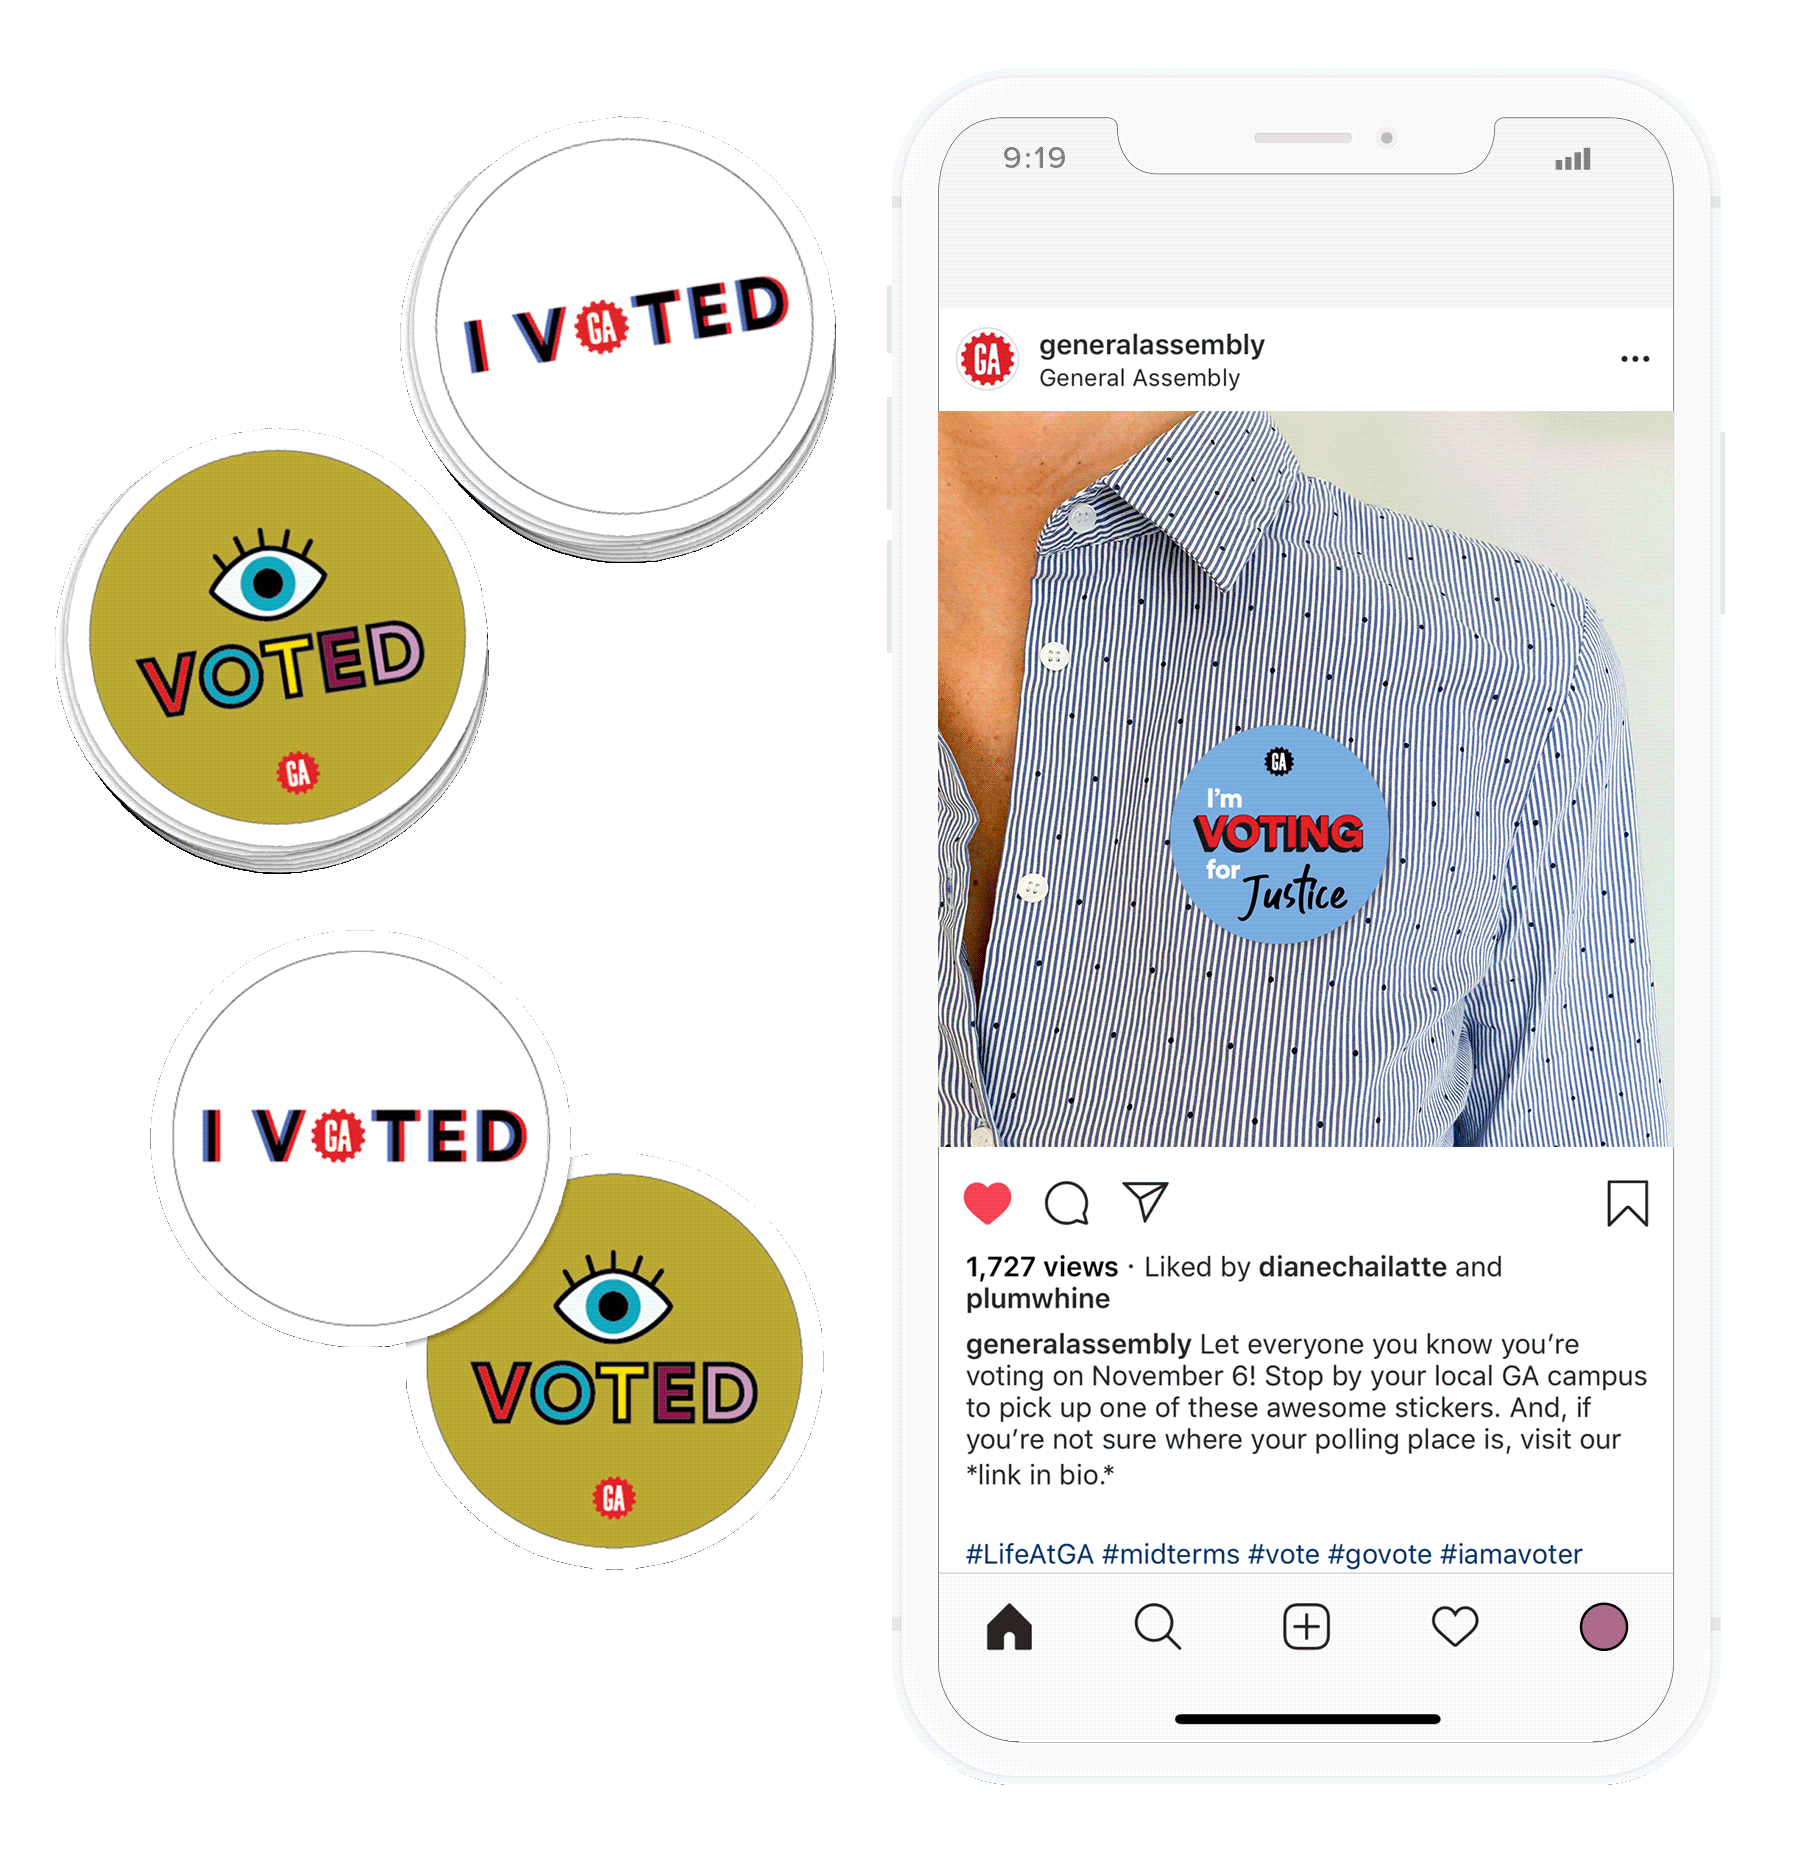 I VGATED
VOTED
GA
I VGATED
VOTED
GA
9:19
GA
generalassembly
General Assembly
GA
I'm
VOTING
for
Justice
1,727 views · Liked by dianechailatte and
plumwhine
generalassembly Let everyone you know you’re
voting on November 6! Stop by your local GA campus
to pick up one of these awesome stickers. And, if
you’re not sure where your polling place is, visit our
*link in bio.*
#LifeAtGA #midterms #vote #govote #iamavoter